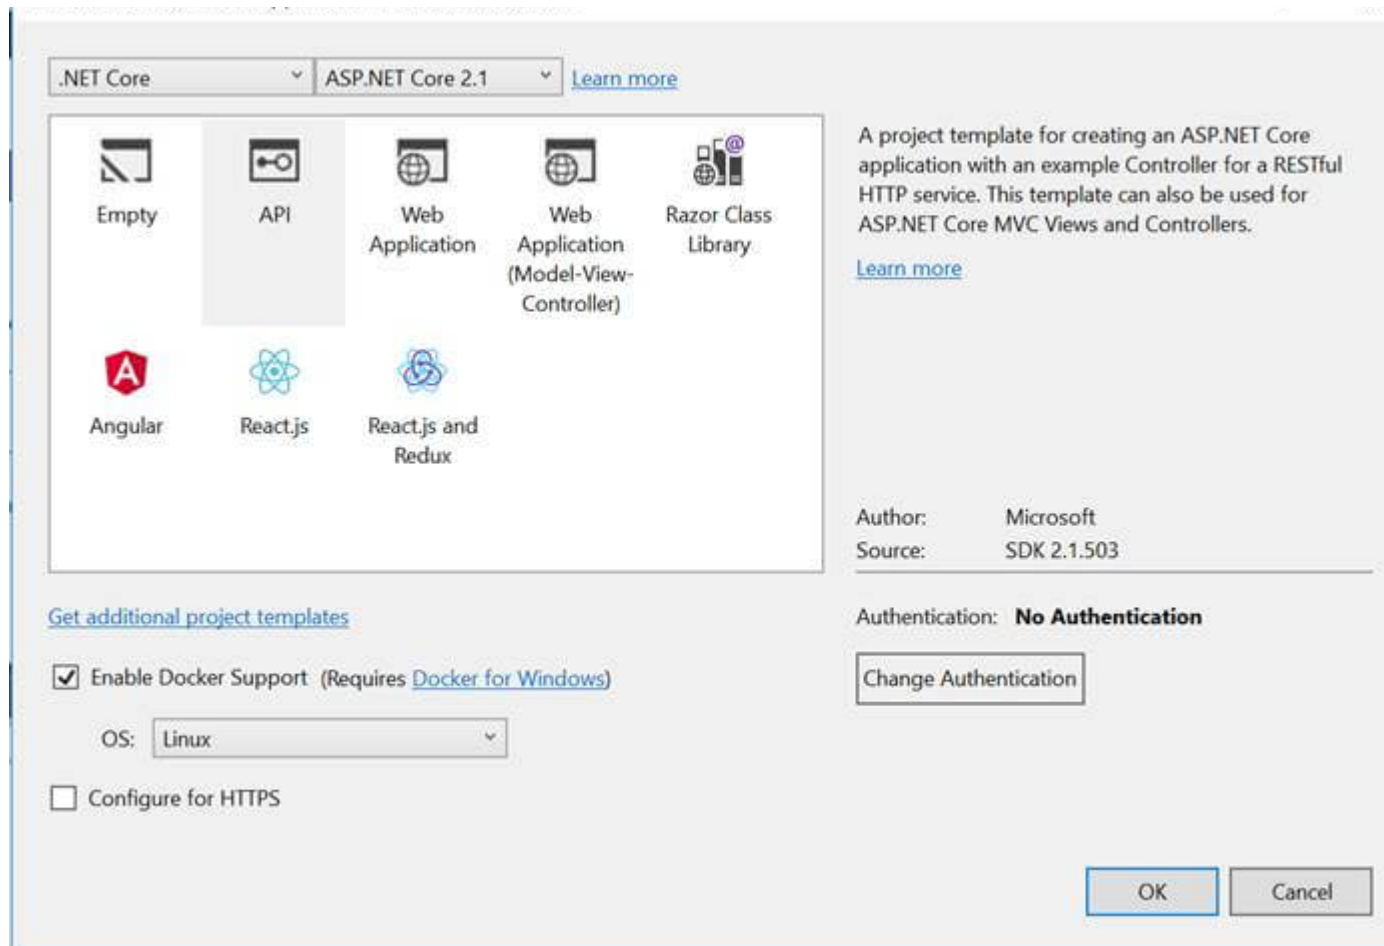 .NET Core
ASP.NET Core 2.1
Learn more
Empty
API
Web
Application
Web
Application
(Model-View-
Controller)
Razor Class
Library
Angular
React.js
React.js and
Redux
A project template for creating an ASP.NET Core
application with an example Controller for a RESTful
HTTP service. This template can also be used for
ASP.NET Core MVC Views and Controllers.
Learn more
Author: Microsoft
Source: SDK 2.1.503
Get additional project templates
Authentication: No Authentication
Enable Docker Support (Requires Docker for Windows)
Change Authentication
OS: Linux
Configure for HTTPS
OK
Cancel